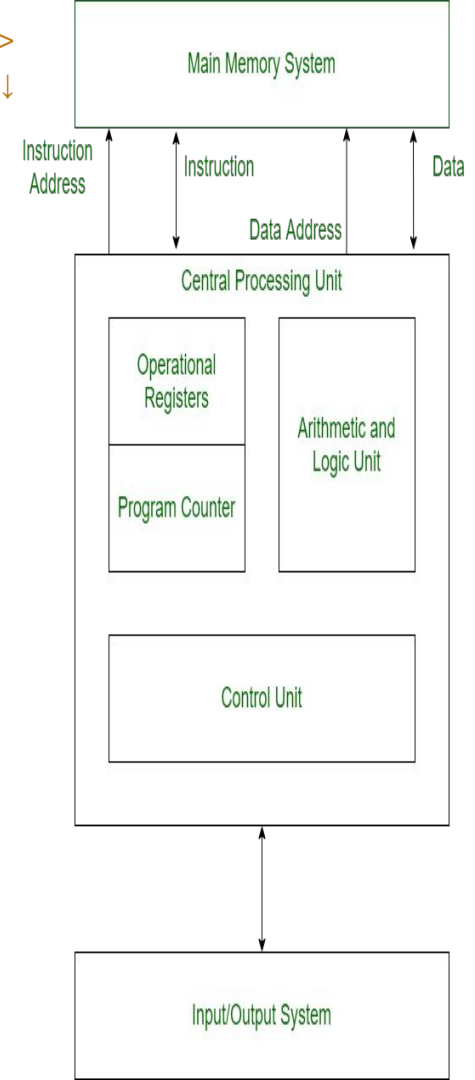 >
↓
Main Memory System
Instruction
Address
Instruction
Data
Data Address
Central Processing Unit
Operational
Registers
Arithmetic and
Logic Unit
Program Counter
Control Unit
Input/Output System